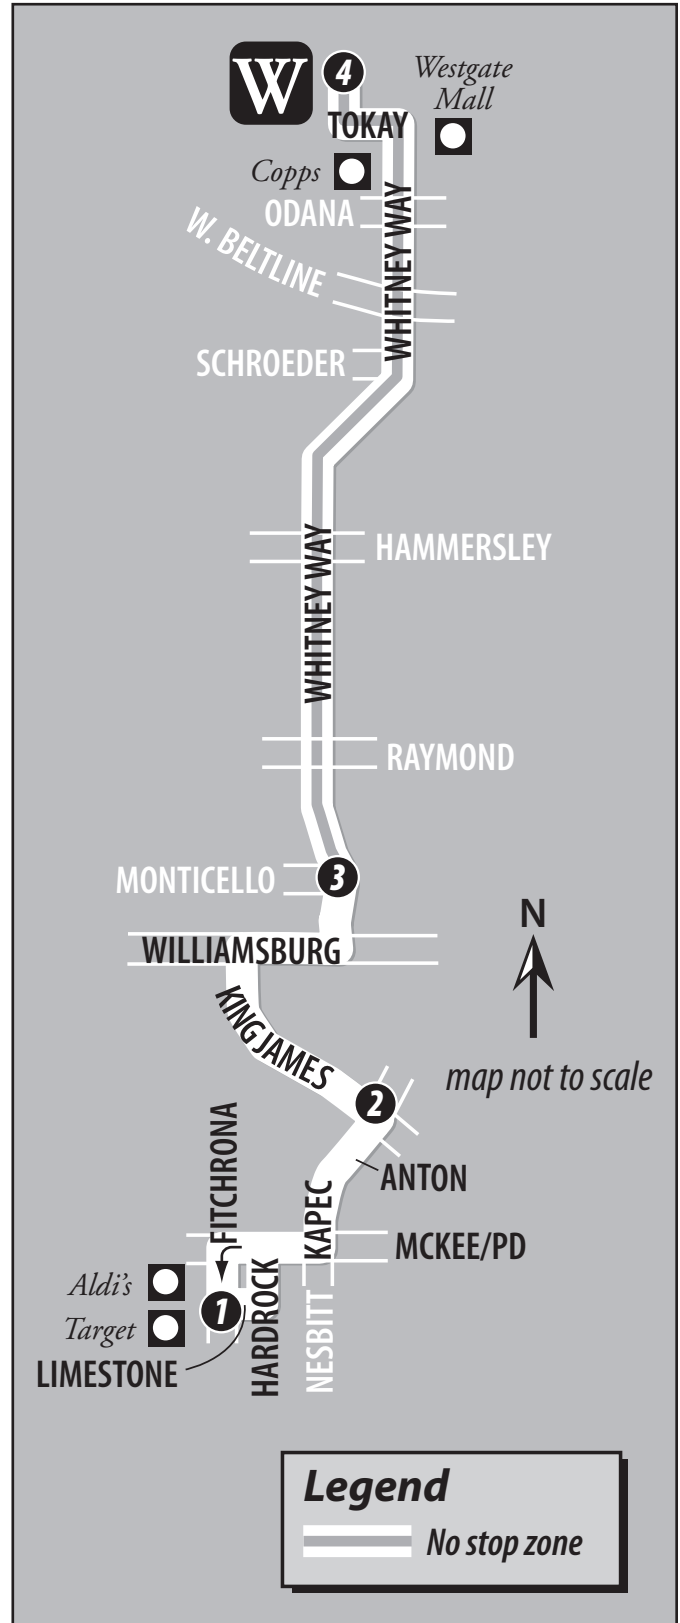 W
4
Westgate
Mall
TOKAY
Copps
ODANA
WHITNEY WAY
W. BELTLINE
SCHROEDER
HAMMERSLEY
WHITNEY WAY
RAYMOND
MONTICELLO
3
N
WILLIAMSBURG
KING JAMES
map not to scale
2
FITCHRONA
ANTON
KAPEC
MCKEE/PD
Aldi's
1
HARDROCK
NESBITT
Target
LIMESTONE
Legend
No stop zone